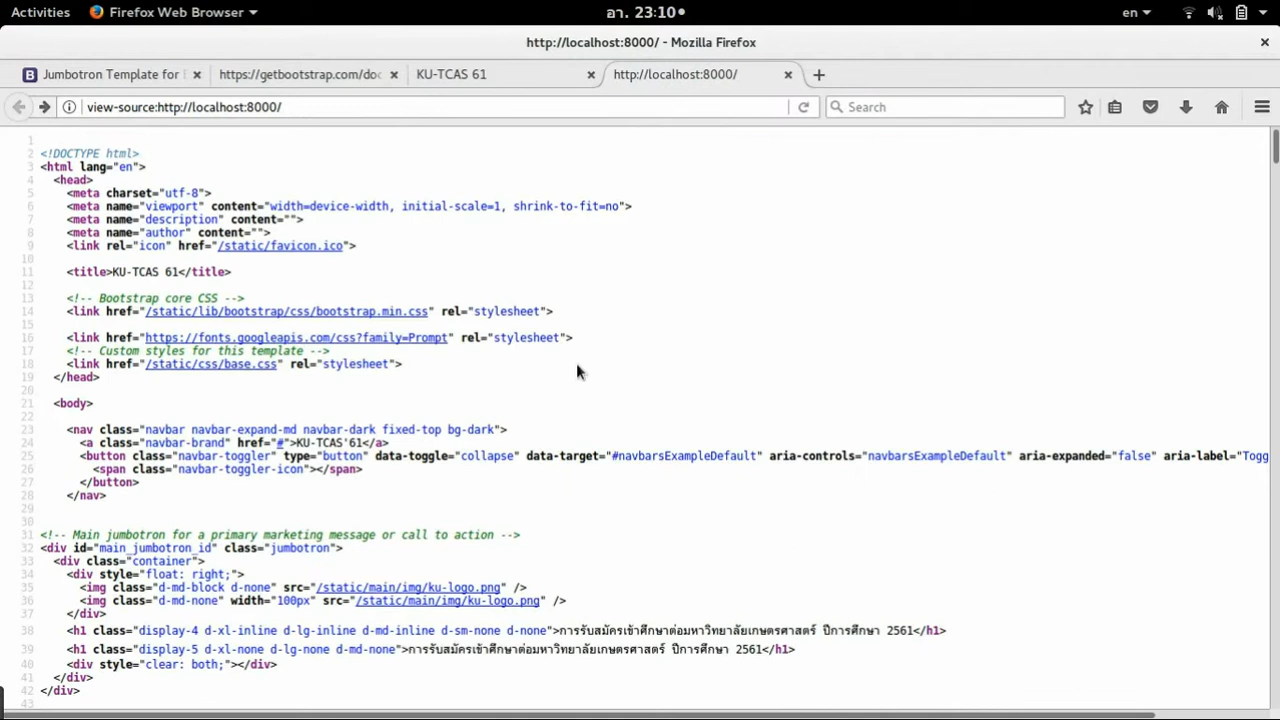 Activities Firefox Web Browser อา. 23:10 en
http://localhost:8000/ - Mozilla Firefox
Jumbotron Template for https://getbootstrap.com/doc KU-TCAS 61 http://localhost:8000/
view-source:http://localhost:8000/ Search
1
2 <!DOCTYPE html>
3 <html lang="en">
4 <head>
5 <meta charset="utf-8">
6 <meta name="viewport" content="width=device-width, initial-scale=1, shrink-to-fit=no">
7 <meta name="description" content="">
8 <meta name="author" content="">
9 <link rel="icon" href="/static/favicon.ico">
10
11 <title>KU-TCAS 61</title>
12
13 <!-- Bootstrap core CSS -->
14 <link href="/static/lib/bootstrap/css/bootstrap.min.css" rel="stylesheet">
15
16 <link href="https://fonts.googleapis.com/css?family=Prompt" rel="stylesheet">
17 <!-- Custom styles for this template -->
18 <link href="/static/css/base.css" rel="stylesheet">
19 </head>
20
21 <body>
22
23 <nav class="navbar navbar-expand-md navbar-dark fixed-top bg-dark">
24 <a class="navbar-brand" href="#">KU-TCAS'61</a>
25 <button class="navbar-toggler" type="button" data-toggle="collapse" data-target="#navbarsExampleDefault" aria-controls="navbarsExampleDefault" aria-expanded="false" aria-label="Togg
26 <span class="navbar-toggler-icon"></span>
27 </button>
28 </nav>
29
30
31 <!-- Main jumbotron for a primary marketing message or call to action -->
32 <div id="main_jumbotron_id" class="jumbotron">
33 <div class="container">
34 <div style="float: right;">
35 <img class="d-md-block d-none" src="/static/main/img/ku-logo.png" />
36 <img class="d-md-none" width="100px" src="/static/main/img/ku-logo.png" />
37 </div>
38 <h1 class="display-4 d-xl-inline d-lg-inline d-md-inline d-sm-none d-none">การรับสมัครเข้าศึกษาต่อมหาวิทยาลัยเกษตรศาสตร์ ปีการศึกษา 2561</h1>
39 <h1 class="display-5 d-xl-none d-lg-none d-md-none">การรับสมัครเข้าศึกษาต่อมหาวิทยาลัยเกษตรศาสตร์ ปีการศึกษา 2561</h1>
40 <div style="clear: both;"></div>
41 </div>
42 </div>
43